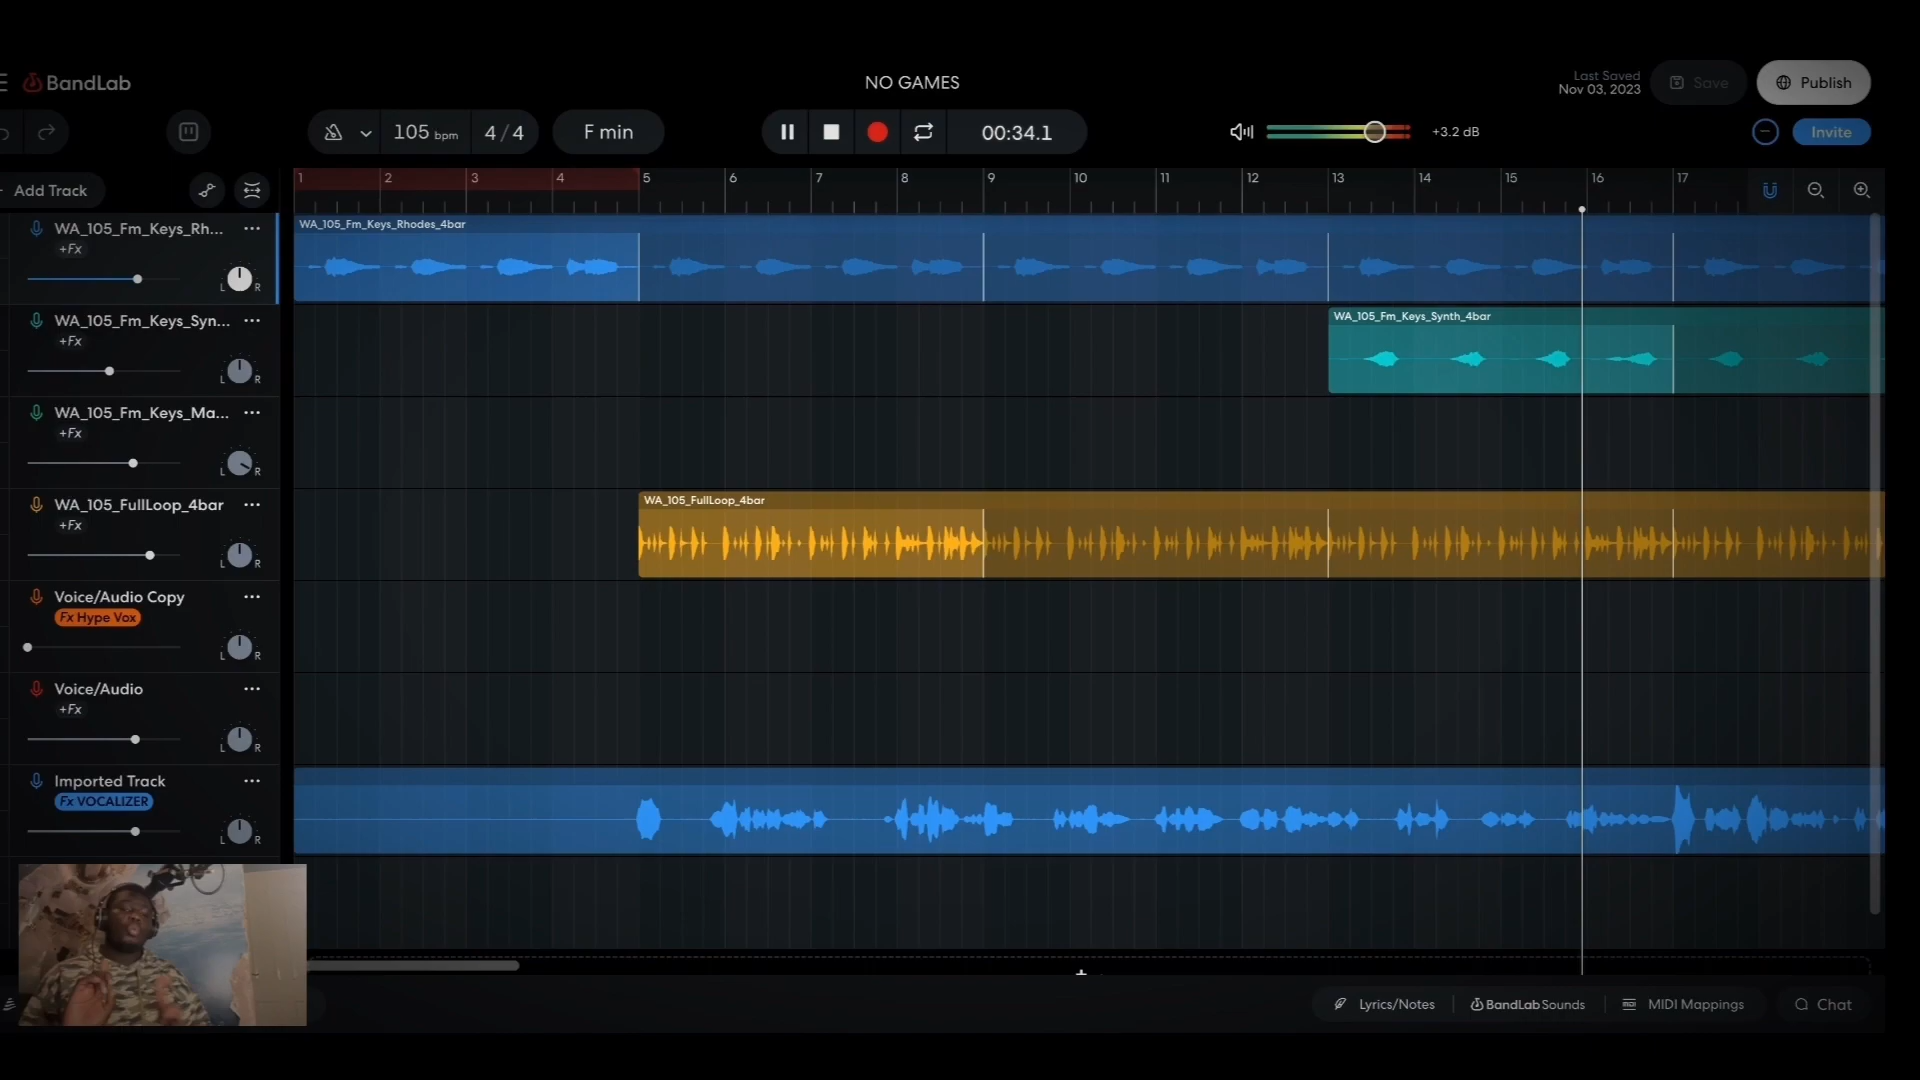 BandLab
NO GAMES
Last Saved
Nov 03, 2023
Save
Publish
105 bpm
4/4
F min
00:34.1
+3.2 dB
Invite
Add Track
1 2 3 4 5 6 7 8 9 10 11 12 13 14 15 16 17
WA_105_Fm_Keys_Rh...
+Fx
L R
WA_105_Fm_Keys_Rhodes_4bar
WA_105_Fm_Keys_Syn...
+Fx
L R
WA_105_Fm_Keys_Synth_4bar
WA_105_Fm_Keys_Ma...
+Fx
L R
WA_105_FullLoop_4bar
+Fx
L R
WA_105_FullLoop_4bar
Voice/Audio Copy
Fx Hype Vox
L R
Voice/Audio
+Fx
L R
Imported Track
Fx VOCALIZER
L R
Lyrics/Notes
BandLab Sounds
MIDI Mappings
Chat